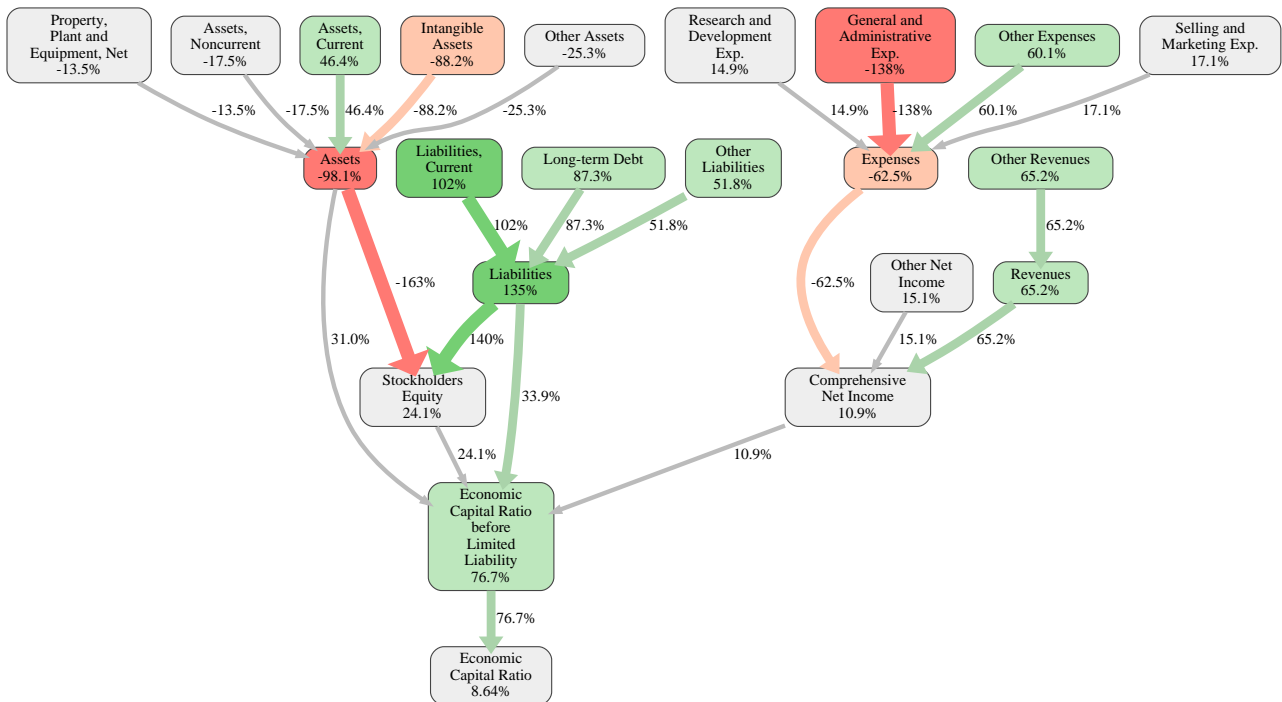 Property,
Plant and
Equipment, Net
-13.5%
Assets,
Noncurrent
-17.5%
Assets,
Current
46.4%
Intangible
Assets
-88.2%
Other Assets
-25.3%
Research and
Development
Exp.
14.9%
General and
Administrative
Exp.
-138%
Other Expenses
60.1%
Selling and
Marketing Exp.
17.1%
-13.5%
-17.5%
46.4%
-88.2%
-25.3%
14.9%
-138%
60.1%
17.1%
Assets
-98.1%
Liabilities,
Current
102%
Long-term Debt
87.3%
Other
Liabilities
51.8%
Expenses
-62.5%
Other Revenues
65.2%
102%
87.3%
51.8%
65.2%
-163%
Liabilities
135%
-62.5%
Other Net
Income
15.1%
Revenues
65.2%
31.0%
140%
15.1%
65.2%
Stockholders
Equity
24.1%
33.9%
Comprehensive
Net Income
10.9%
24.1%
10.9%
Economic
Capital Ratio
before
Limited
Liability
76.7%
76.7%
Economic
Capital Ratio
8.64%